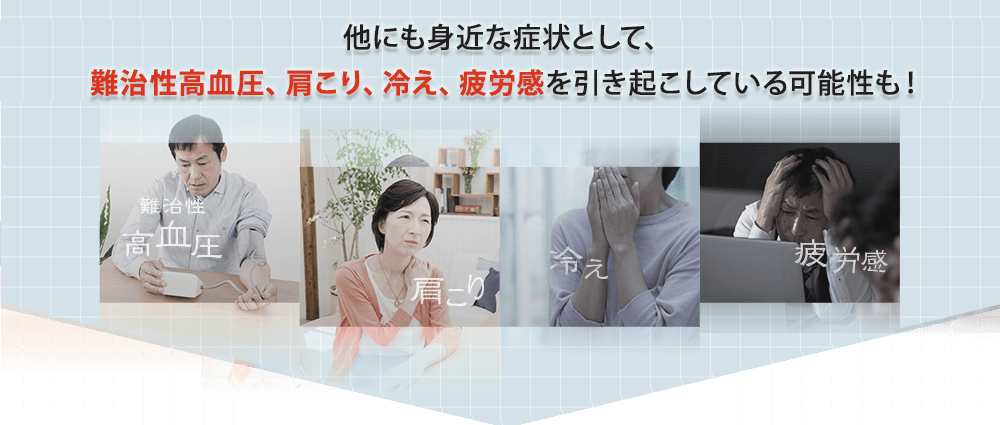 他にも身近な症状として、
難治性高血圧、肩こり、冷え、疲労感を引き起こしている可能性も！
難治性
高血圧
肩こり
冷え
疲労感